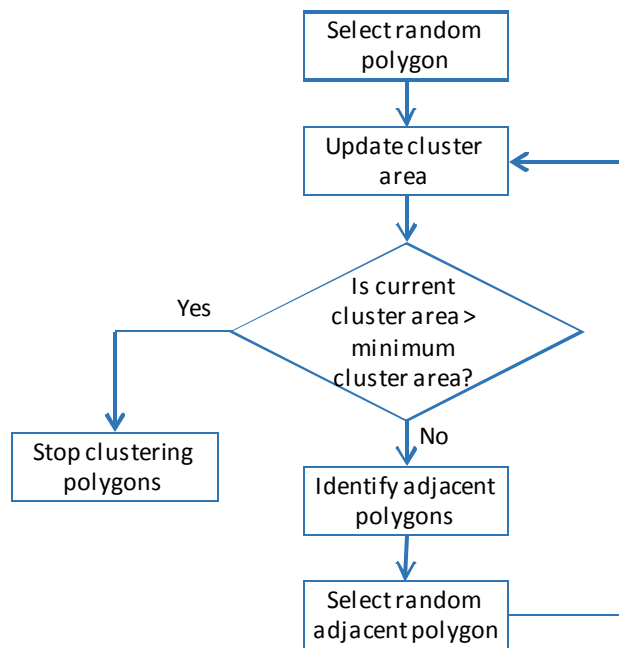 Select random
polygon
Update cluster
area
Is current
cluster area >
minimum
cluster area?
Yes
No
Stop clustering
polygons
Identify adjacent
polygons
Select random
adjacent polygon